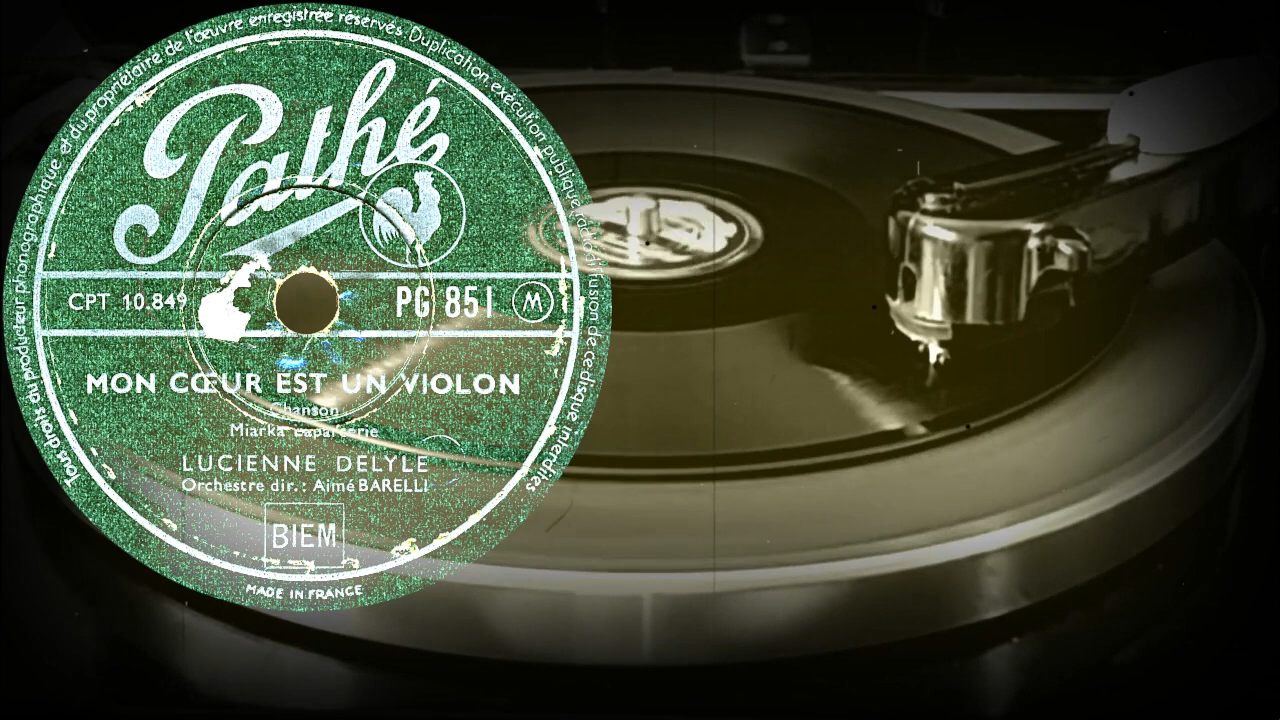 Tous droits du producteur phonographique et du propriétaire de l'œuvre enregistrée réservés Duplication, exécution publique, radiodiffusion de ce disque interdites
Pathé
CPT 10.849
PG 851
M
MON CŒUR EST UN VIOLON
Chanson
Miarka Laparcerie
LUCIENNE DELYLE
Orchestre dir.: Aimé BARELLI
BIEM
MADE IN FRANCE